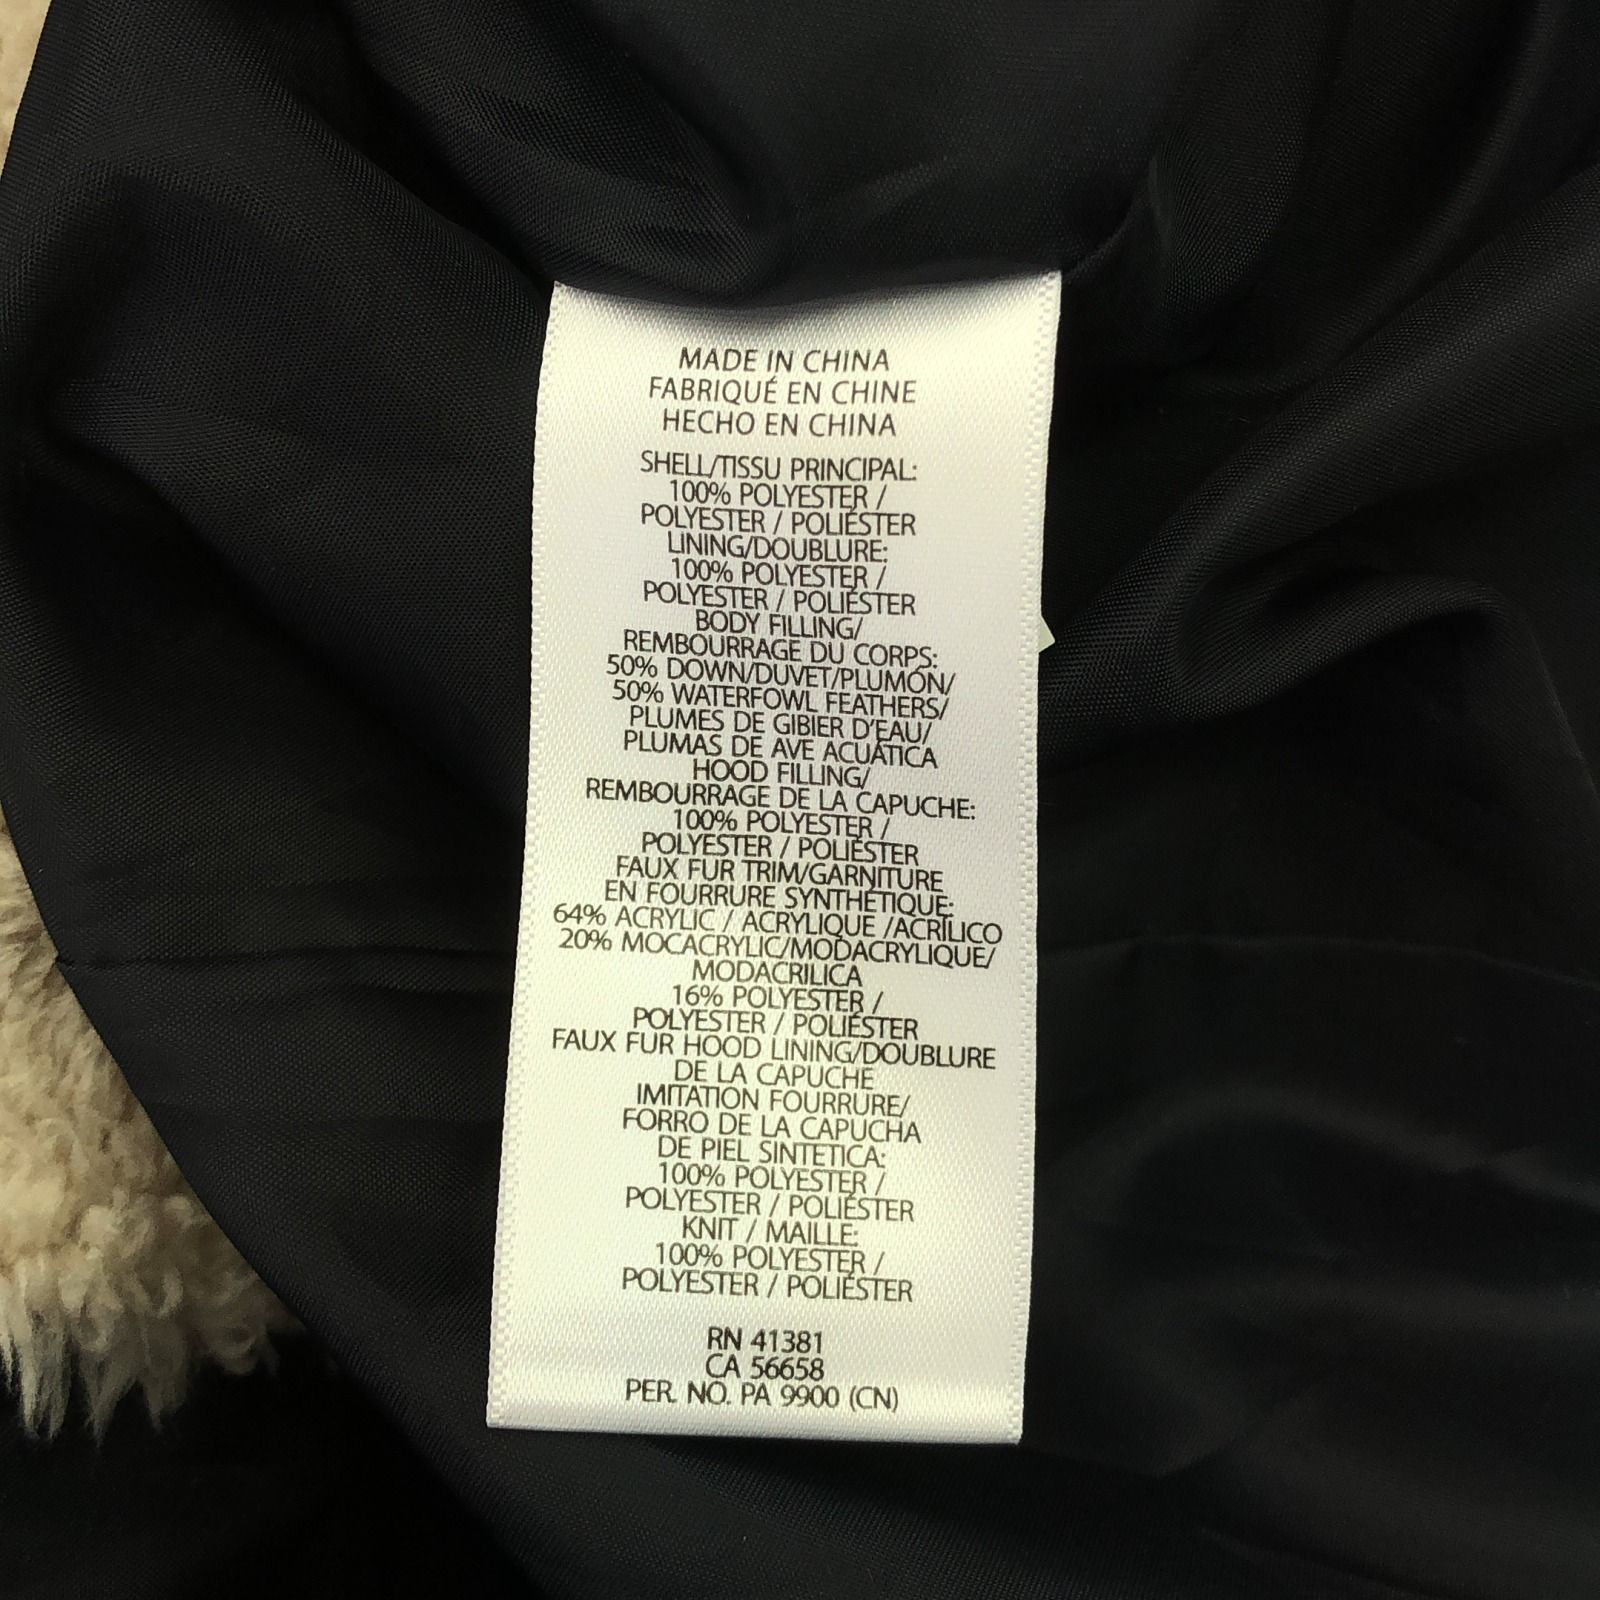 MADE IN CHINA
FABRIQUÉ EN CHINE
HECHO EN CHINA
SHELL/TISSU PRINCIPAL:
100% POLYESTER /
POLYESTER / POLIÉSTER
LINING/DOUBLURE:
100% POLYESTER /
POLYESTER / POLIÉSTER
BODY FILLING/
REMBOURRAGE DU CORPS:
50% DOWN/DUVET/PLUMÓN/
50% WATERFOWL FEATHERS/
PLUMES DE GIBIER D'EAU/
PLUMAS DE AVE ACUÁTICA
HOOD FILLING/
REMBOURRAGE DE LA CAPUCHE:
100% POLYESTER /
POLYESTER / POLIÉSTER
FAUX FUR TRIM/GARNITURE
EN FOURRURE SYNTHÉTIQUE:
64% ACRYLIC / ACRYLIQUE /ACRÍLICO
20% MOCACRYLIC/MODACRYLIQUE/
MODACRILICA
16% POLYESTER /
POLYESTER / POLIÉSTER
FAUX FUR HOOD LINING/DOUBLURE
DE LA CAPUCHE
IMITATION FOURRURE/
FORRO DE LA CAPUCHA
DE PIEL SINTETICA:
100% POLYESTER /
POLYESTER / POLIÉSTER
KNIT / MAILLE:
100% POLYESTER /
POLYESTER / POLIÉSTER
RN 41381
CA 56658
PER. NO. PA 9900 (CN)